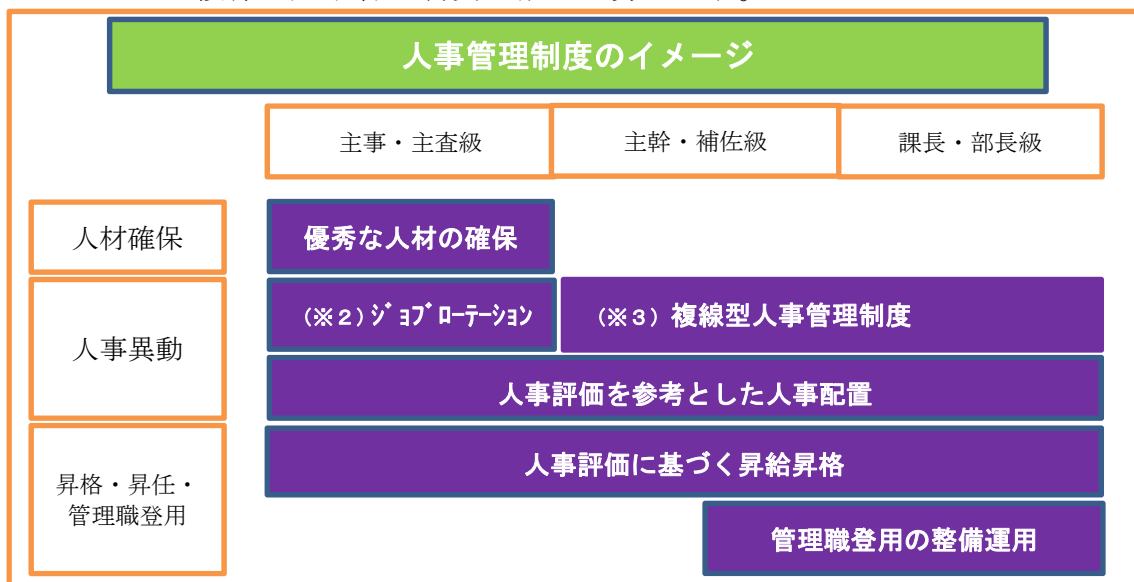 人事管理制度のイメージ
主事・主査級
主幹・補佐級
課長・部長級
人材確保
優秀な人材の確保
人事異動
(※2)ｼﾞｮﾌﾞﾛｰﾃｰｼｮﾝ
(※3)複線型人事管理制度
人事評価を参考とした人事配置
昇格・昇任・
管理職登用
人事評価に基づく昇給昇格
管理職登用の整備運用